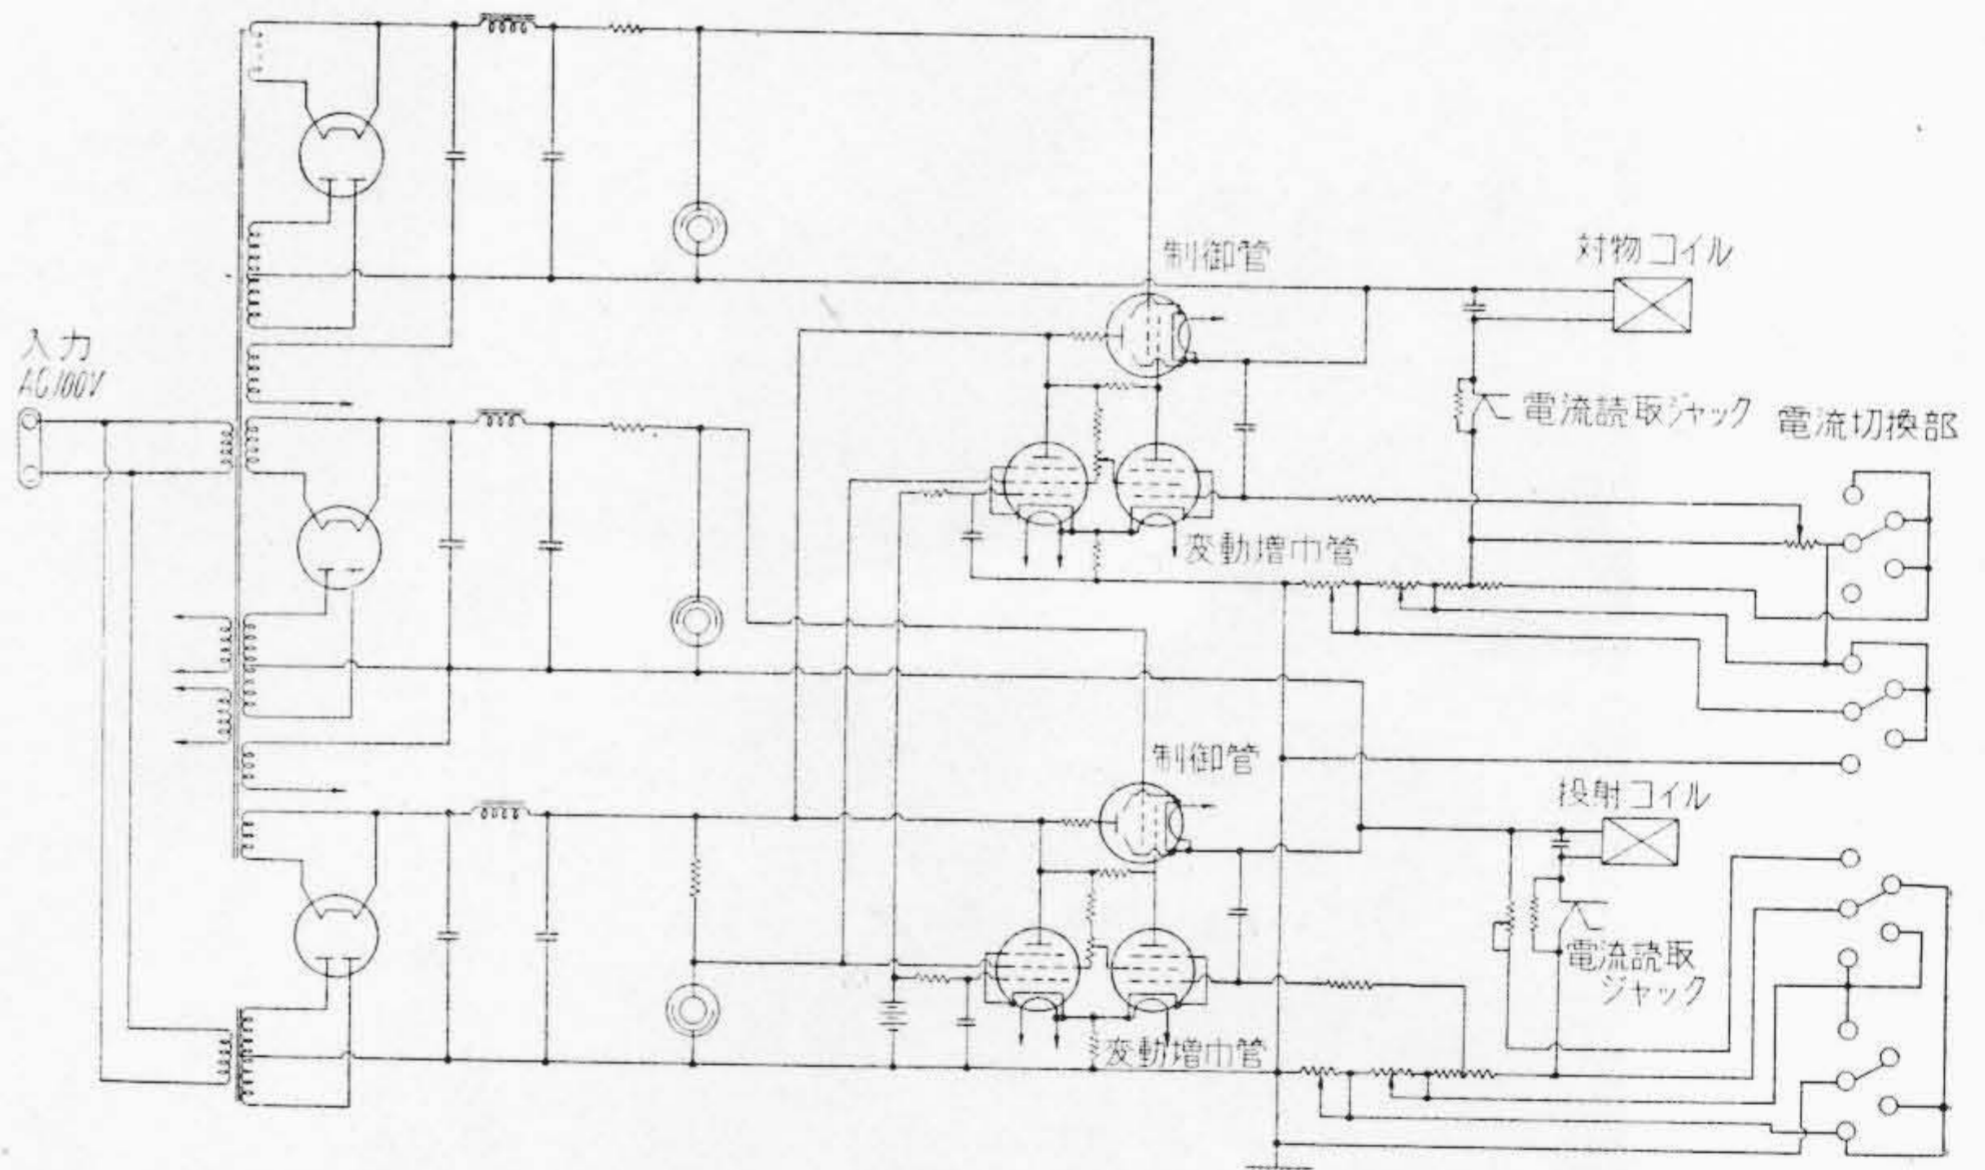 入力
AC100V
制御管
対物コイル
電流読取ジャック
電流切換部
変動増巾管
制御管
投射コイル
電流読取
ジャック
変動増巾管